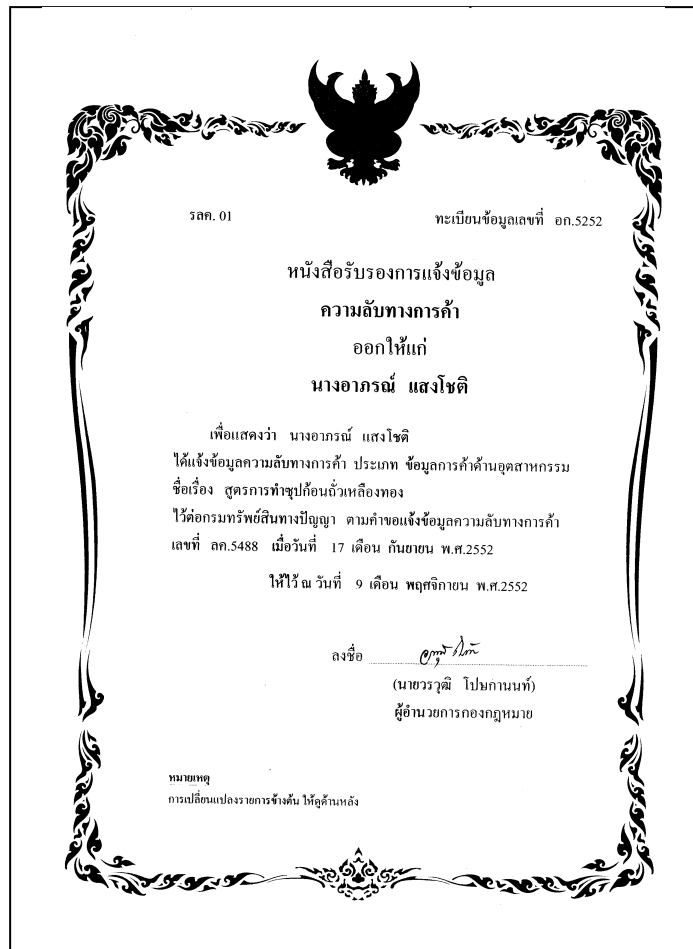 รลค. 01
ทะเบียนข้อมูลเลขที่ อก.5252
หนังสือรับรองการแจ้งข้อมูล
ความลับทางการค้า
ออกให้แก่
นางอาภรณ์ แสงโชติ
เพื่อแสดงว่า นางอาภรณ์ แสงโชติ
ได้แจ้งข้อมูลความลับทางการค้า ประเภท ข้อมูลการค้าด้านอุตสาหกรรม
ชื่อเรื่อง สูตรการทำซุปก้อนถั่วเหลืองทอง
ไว้ต่อกรมทรัพย์สินทางปัญญา ตามคำขอแจ้งข้อมูลความลับทางการค้า
เลขที่ ลค.5488 เมื่อวันที่ 17 เดือน กันยายน พ.ศ.2552
ให้ไว้ ณ วันที่ 9 เดือน พฤศจิกายน พ.ศ.2552
ลงชื่อ
(นายวรวุฒิ โปษกานนท์)
ผู้อำนวยการกองกฎหมาย
หมายเหตุ
การเปลี่ยนแปลงรายการข้างต้น ให้ดูด้านหลัง